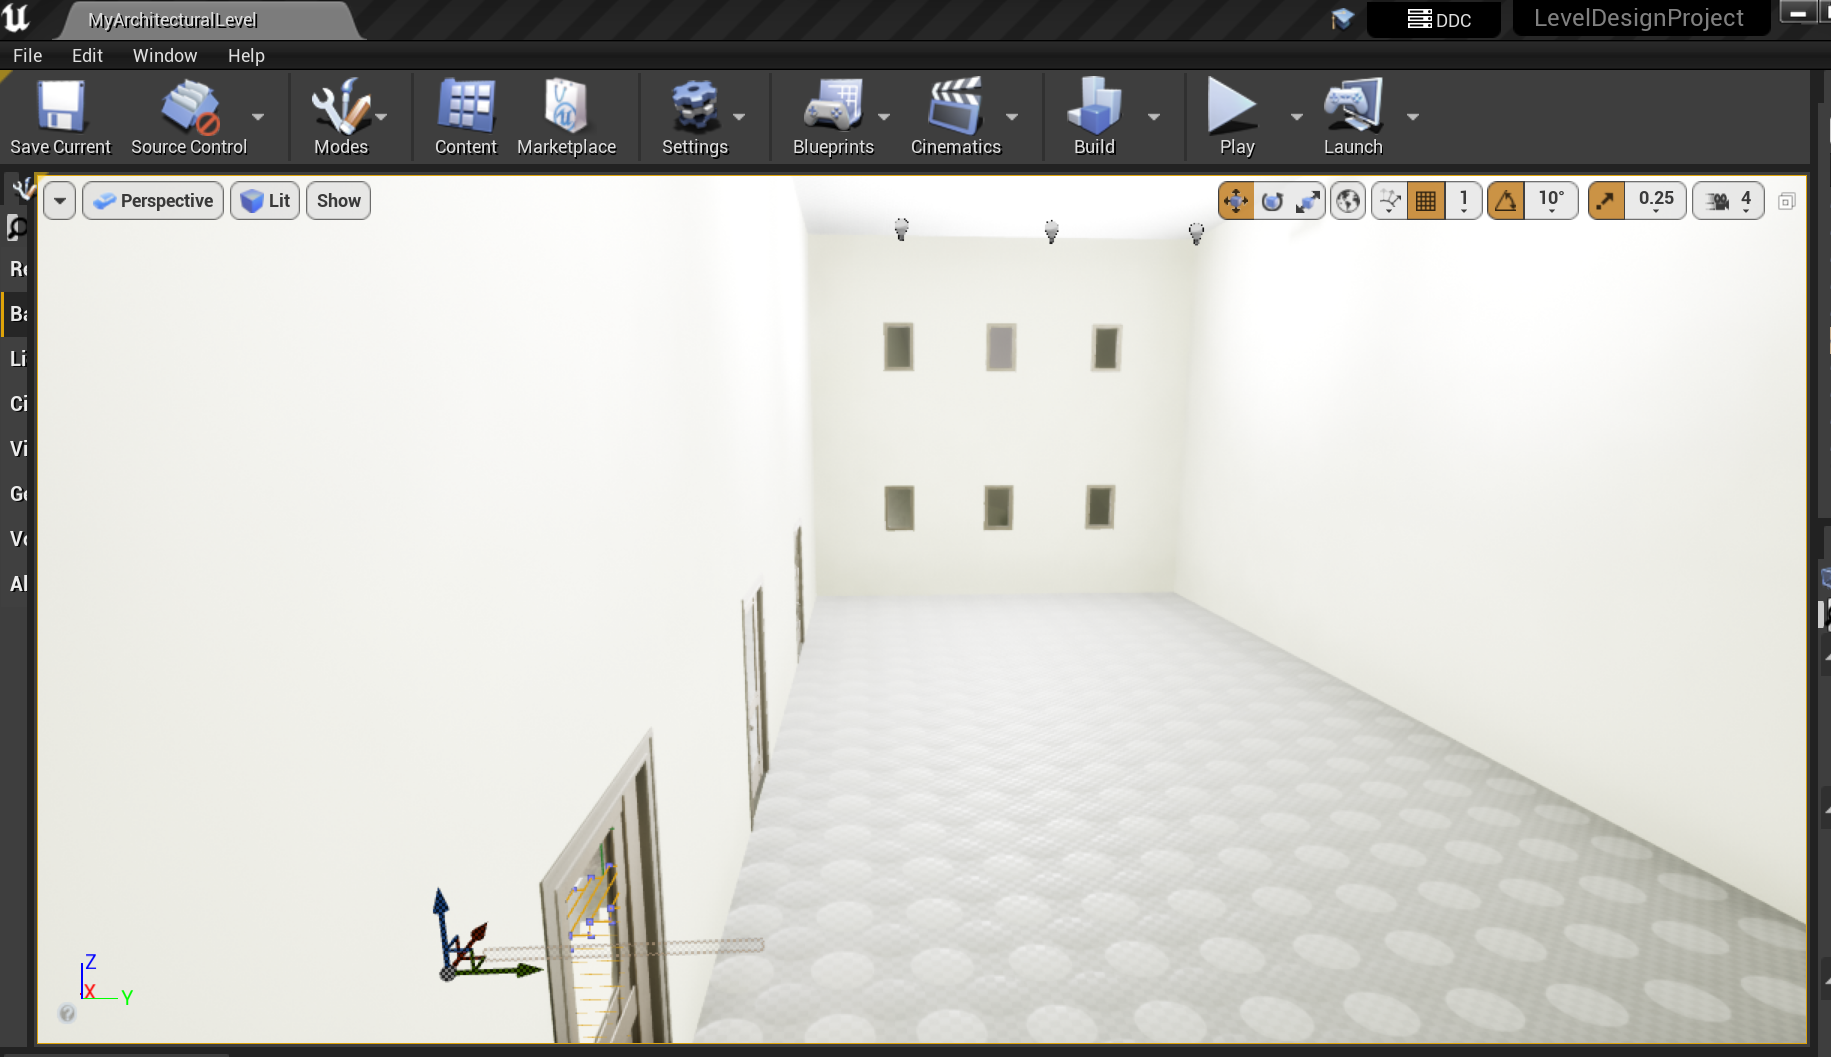 MyArchitecturalLevel
DDC
LevelDesignProject
File Edit Window Help
Save Current Source Control Modes Content Marketplace Settings Blueprints Cinematics Build Play Launch
Perspective Lit Show 1 10° 0.25 4
Re
Ba
Li
Ci
Vi
Ge
Vo
Al
Z
X Y
?